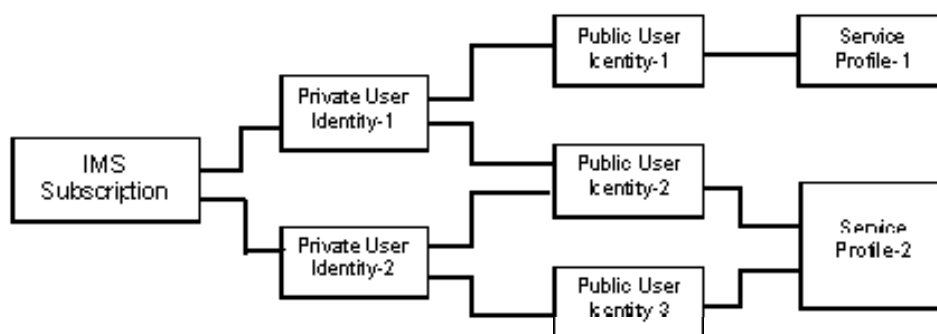 Public User
Identity-1
Service
Profile-1
Private User
Identity-1
IMS
Subscription
Public User
Identity-2
Service
Profile-2
Private User
Identity-2
Public User
Identity-3